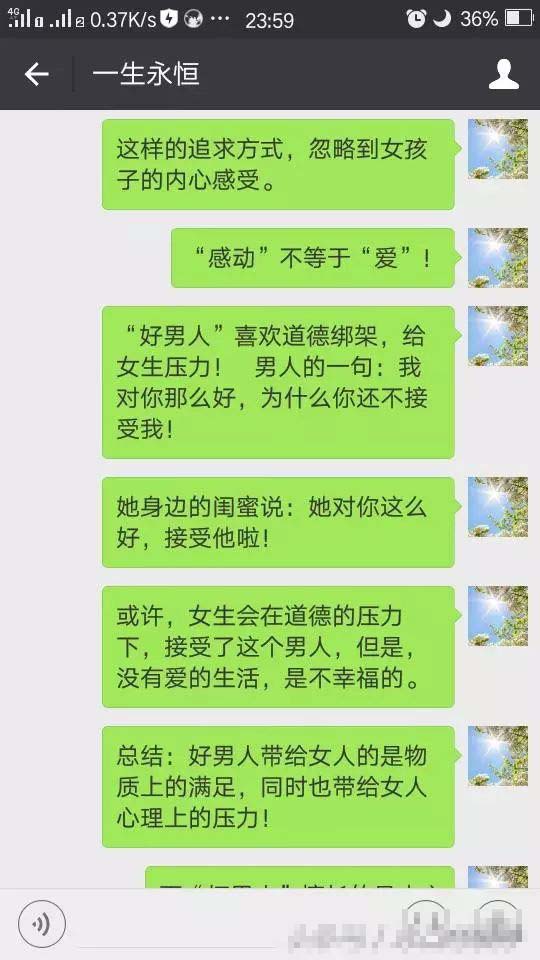 4G 0.37K/s 23:59 36%
一生永恒
这样的追求方式，忽略到女孩
子的内心感受。
“感动”不等于“爱”！
“好男人”喜欢道德绑架，给
女生压力！ 男人的一句：我
对你那么好，为什么你还不接
受我！
她身边的闺蜜说：她对你这么
好，接受他啦！
或许，女生会在道德的压力
下，接受了这个男人，但是，
没有爱的生活，是不幸福的。
总结：好男人带给女人的是物
质上的满足，同时也带给女人
心理上的压力！